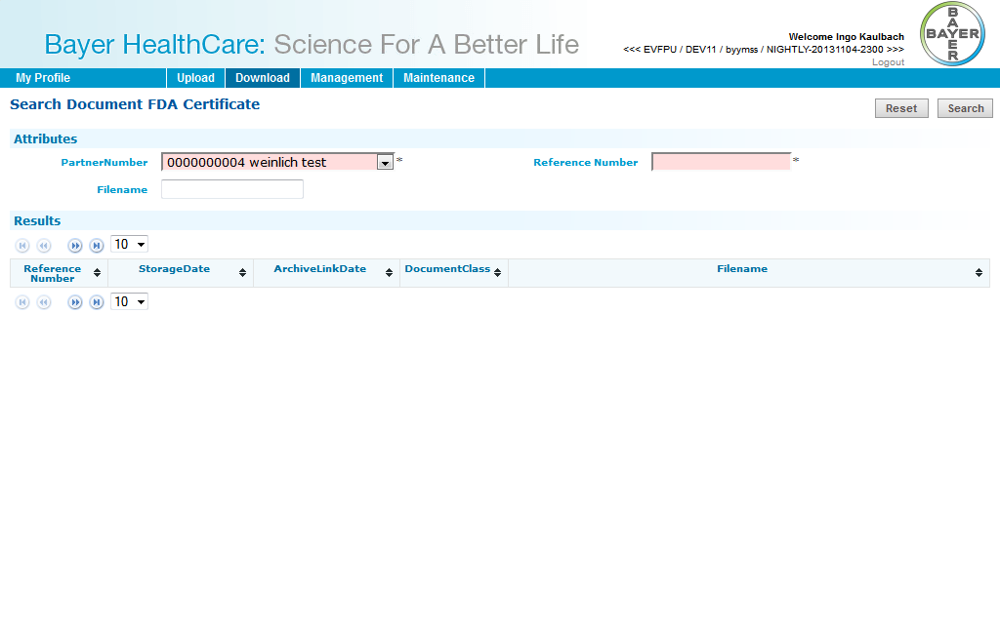 Bayer HealthCare: Science For A Better Life
Welcome Ingo Kaulbach
<<< EVFPU / DEV11 / byymss / NIGHTLY-20131104-2300 >>>
Logout
BAYER
BAYER
My Profile Upload Download Management Maintenance
Search Document FDA Certificate
Reset Search
Attributes
PartnerNumber 0000000004 weinlich test * Reference Number *
Filename
Results
10
Reference Number StorageDate ArchiveLinkDate DocumentClass Filename
10